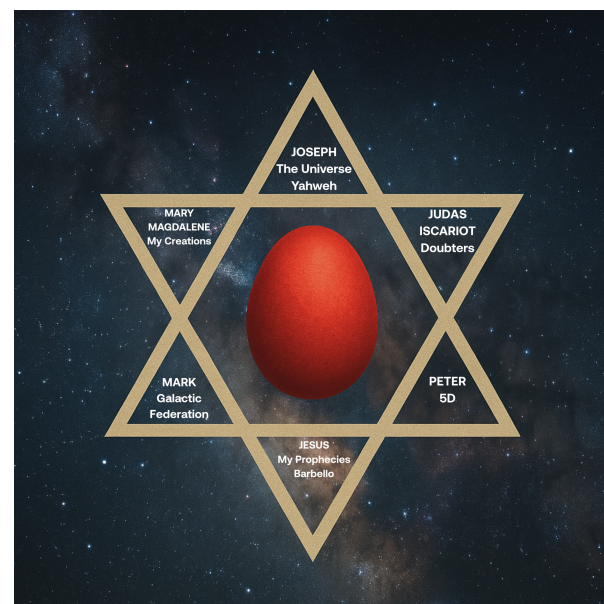 JOSEPH
The Universe
Yahweh
MARY
MAGDALENE
My Creations
JUDAS
ISCARIOT
Doubters
MARK
Galactic
Federation
PETER
5D
JESUS
My Prophecies
Barbello